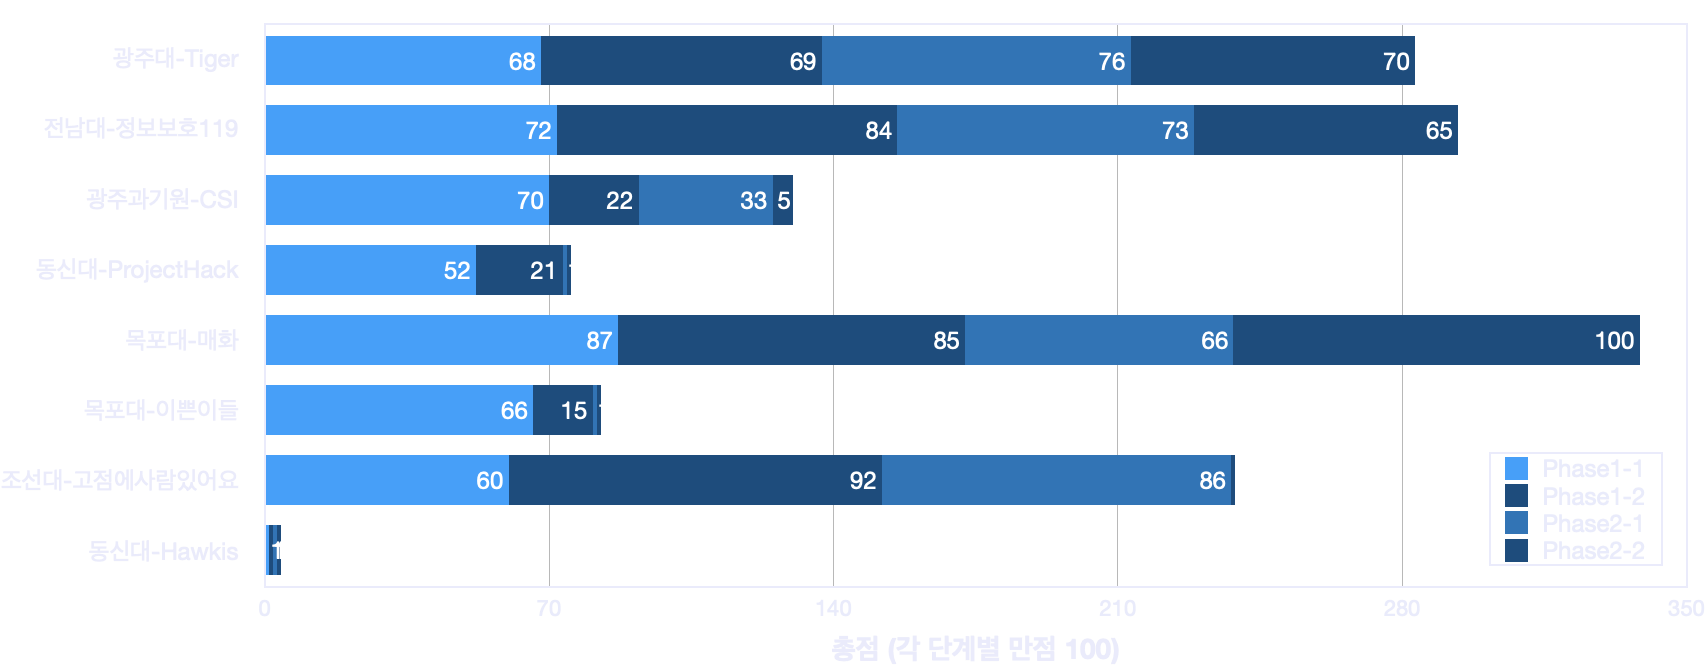 광주대-Tiger 68 69 76 70
전남대-정보보호119 72 84 73 65
광주과기원-CSI 70 22 33 5
동신대-ProjectHack 52 21
목포대-매화 87 85 66 100
목포대-이쁜이들 66 15
조선대-고점에사람있어요 60 92 86
동신대-Hawkis
Phase1-1
Phase1-2
Phase2-1
Phase2-2
0 70 140 210 280 350
총점 (각 단계별 만점 100)